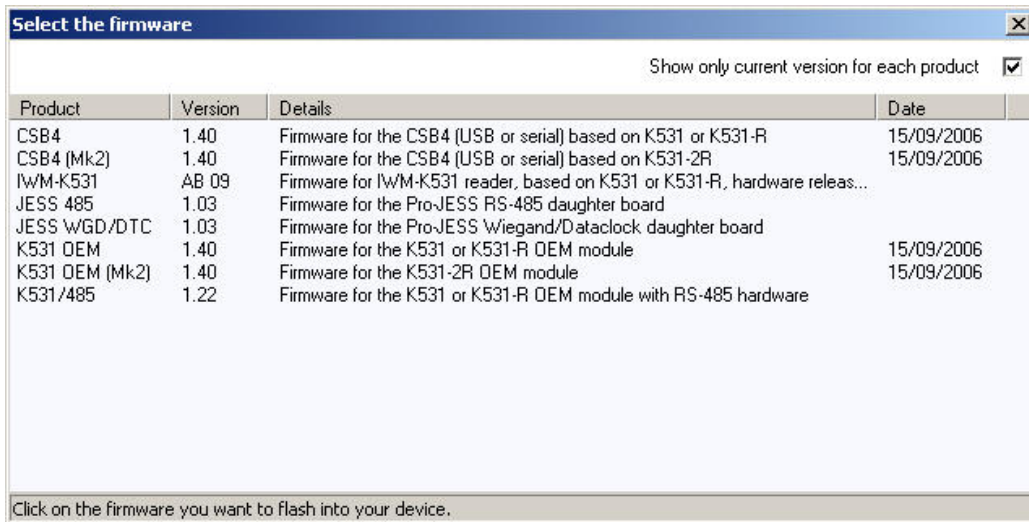 Select the firmware
Show only current version for each product
Product Version Details Date
CSB4 1.40 Firmware for the CSB4 (USB or serial) based on K531 or K531-R 15/09/2006
CSB4 (Mk2) 1.40 Firmware for the CSB4 (USB or serial) based on K531-2R 15/09/2006
IWM-K531 AB 09 Firmware for IWM-K531 reader, based on K531 or K531-R, hardware releas...
JESS 485 1.03 Firmware for the Pro-JESS RS-485 daughter board
JESS WGD/DTC 1.03 Firmware for the Pro-JESS Wiegand/Dataclock daughter board
K531 OEM 1.40 Firmware for the K531 or K531-R OEM module 15/09/2006
K531 OEM (Mk2) 1.40 Firmware for the K531-2R OEM module 15/09/2006
K531/485 1.22 Firmware for the K531 or K531-R OEM module with RS-485 hardware
Click on the firmware you want to flash into your device.